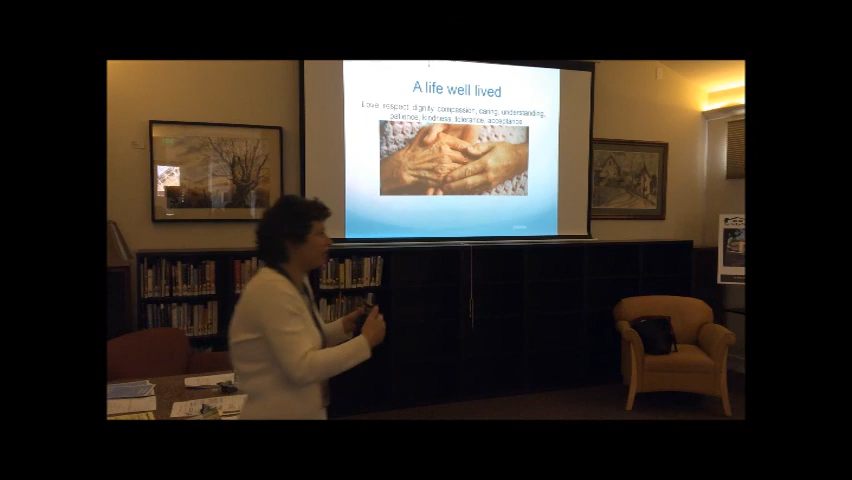 A life well lived
Love, respect, dignity, compassion, caring, understanding,
patience, kindness, tolerance, acceptance